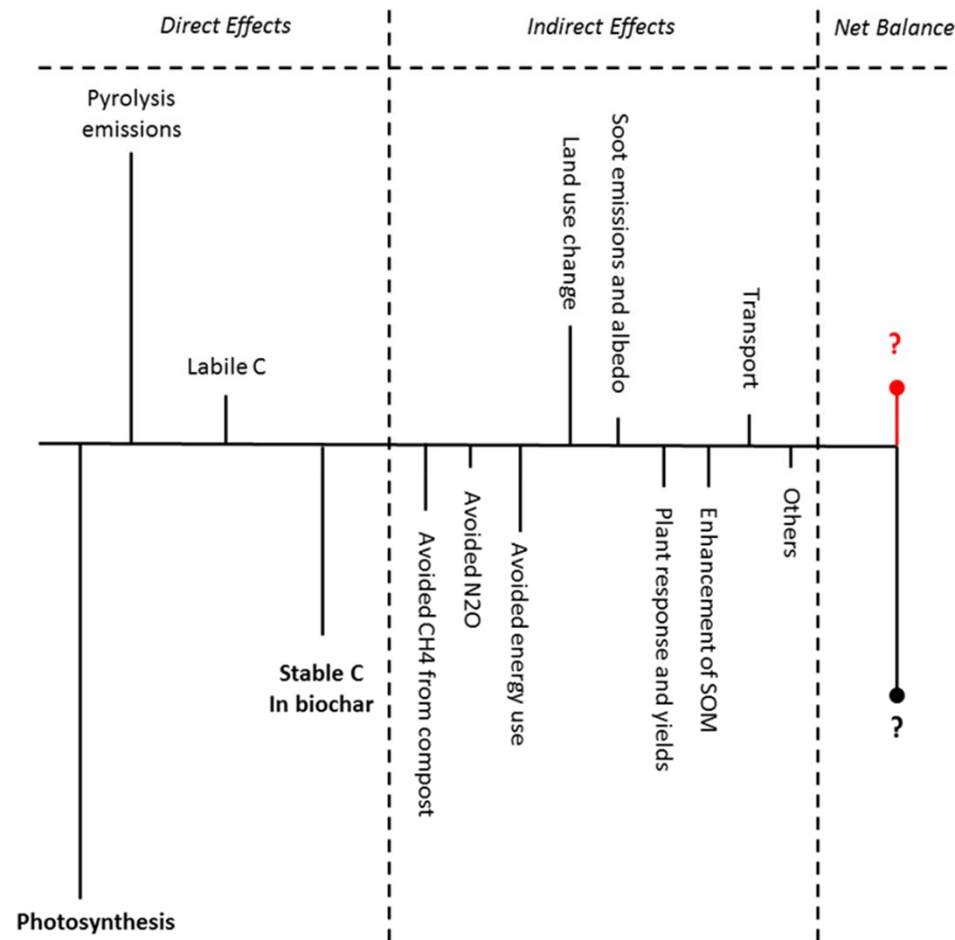 Direct Effects
Indirect Effects
Net Balance
Pyrolysis
emissions
Labile C
Stable C
In biochar
Photosynthesis
Avoided CH4 from compost
Avoided N2O
Avoided energy use
Land use change
Soot emissions and albedo
Plant response and yields
Enhancement of SOM
Transport
Others
?
?